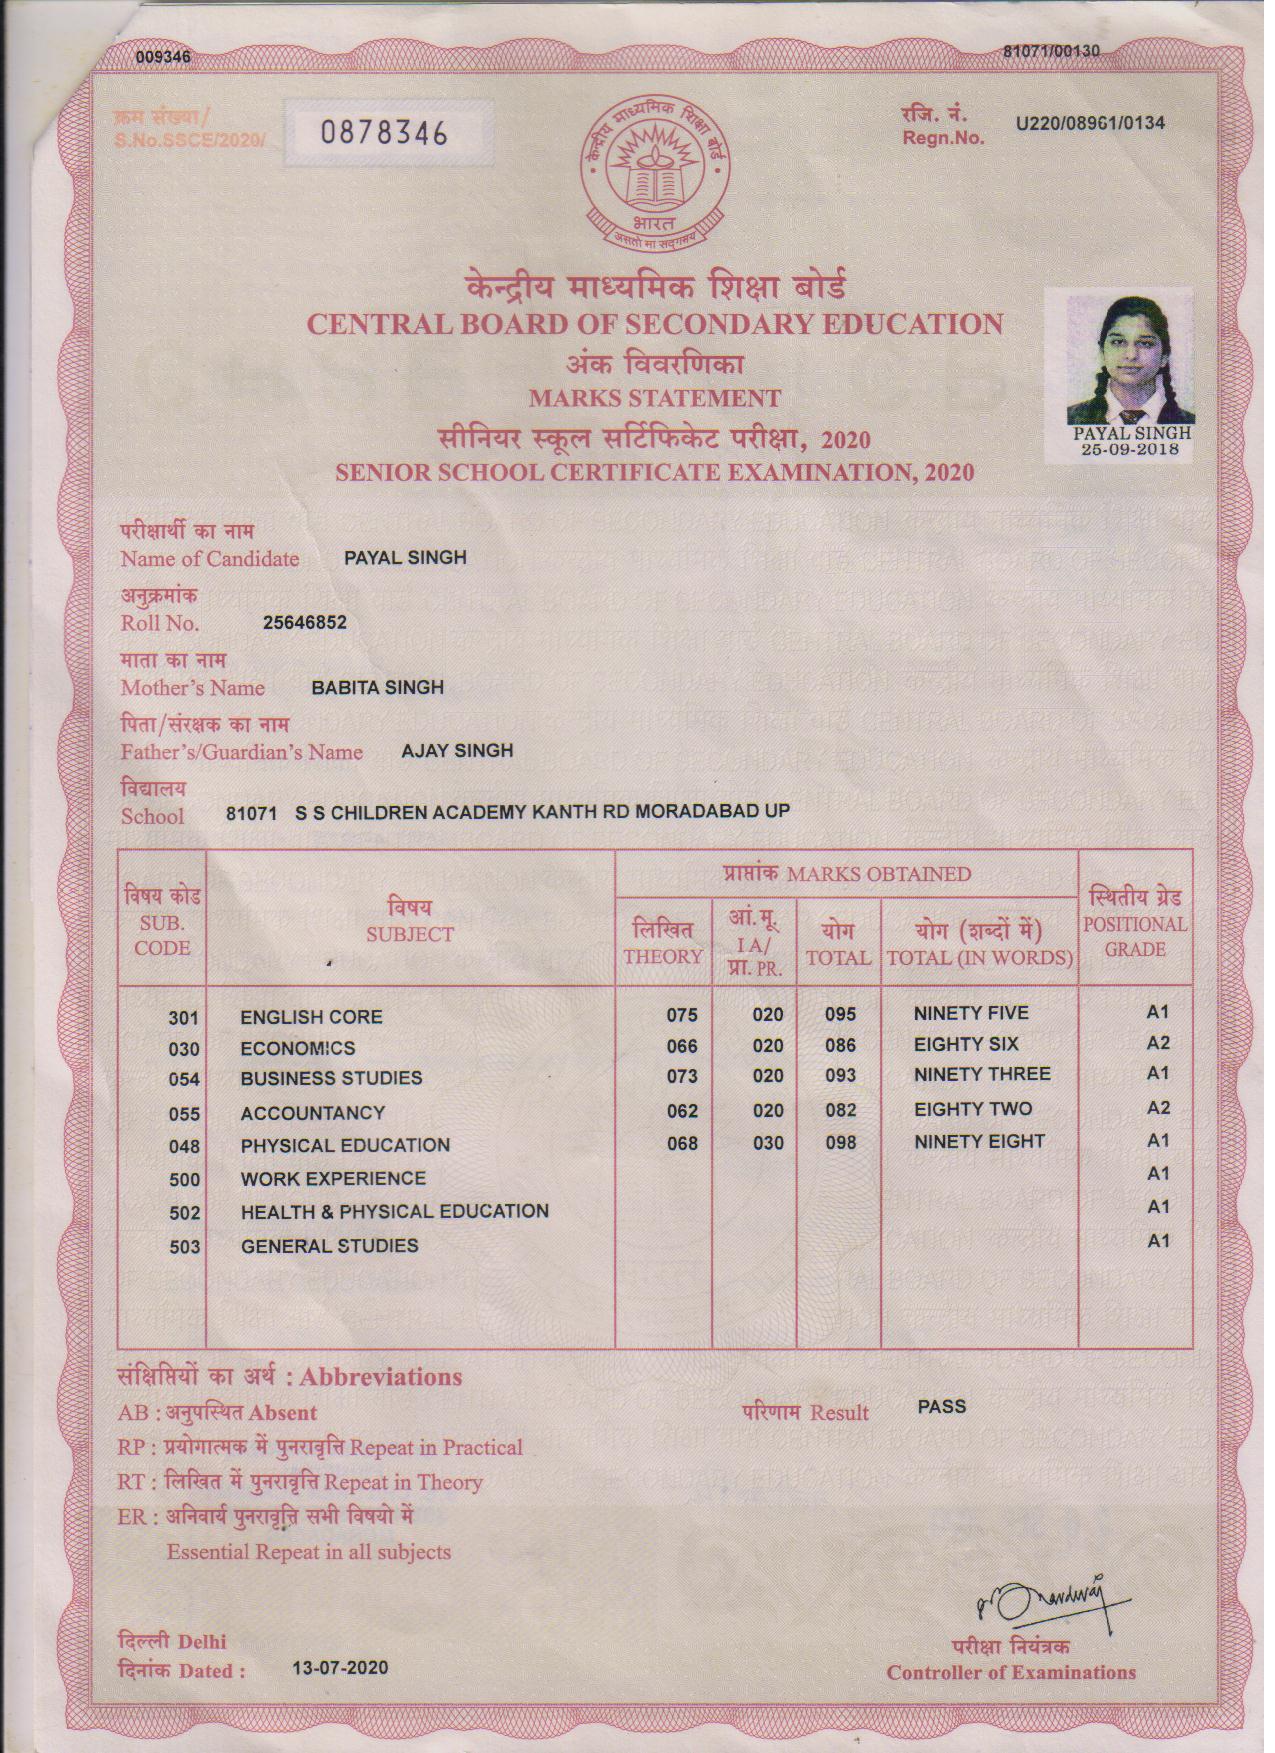 009346
81071/00130
क्रम संख्या/
S.No.SSCE/2020/
0878346
केन्द्रीय माध्यमिक शिक्षा बोर्ड
भारत
असतो मा सद्गमय
रजि. नं.
Regn.No.
U220/08961/0134
केन्द्रीय माध्यमिक शिक्षा बोर्ड
CENTRAL BOARD OF SECONDARY EDUCATION
अंक विवरणिका
MARKS STATEMENT
सीनियर स्कूल सर्टिफिकेट परीक्षा, 2020
SENIOR SCHOOL CERTIFICATE EXAMINATION, 2020
PAYAL SINGH
25-09-2018
परीक्षार्थी का नाम
Name of Candidate PAYAL SINGH
अनुक्रमांक
Roll No. 25646852
माता का नाम
Mother's Name BABITA SINGH
पिता/संरक्षक का नाम
Father's/Guardian's Name AJAY SINGH
विद्यालय
School 81071 S S CHILDREN ACADEMY KANTH RD MORADABAD UP
विषय कोड
SUB.
CODE
विषय
SUBJECT
प्राप्तांक MARKS OBTAINED
लिखित
THEORY
आं.मू.
I A/
प्रा. PR.
योग
TOTAL
योग (शब्दों में)
TOTAL (IN WORDS)
स्थितीय ग्रेड
POSITIONAL
GRADE
301 ENGLISH CORE 075 020 095 NINETY FIVE A1
030 ECONOMICS 066 020 086 EIGHTY SIX A2
054 BUSINESS STUDIES 073 020 093 NINETY THREE A1
055 ACCOUNTANCY 062 020 082 EIGHTY TWO A2
048 PHYSICAL EDUCATION 068 030 098 NINETY EIGHT A1
500 WORK EXPERIENCE A1
502 HEALTH & PHYSICAL EDUCATION A1
503 GENERAL STUDIES A1
संक्षिप्तियों का अर्थ : Abbreviations
AB : अनुपस्थित Absent
परिणाम Result PASS
RP : प्रयोगात्मक में पुनरावृत्ति Repeat in Practical
RT : लिखित में पुनरावृत्ति Repeat in Theory
ER : अनिवार्य पुनरावृत्ति सभी विषयो में
Essential Repeat in all subjects
दिल्ली Delhi
दिनांक Dated : 13-07-2020
परीक्षा नियंत्रक
Controller of Examinations